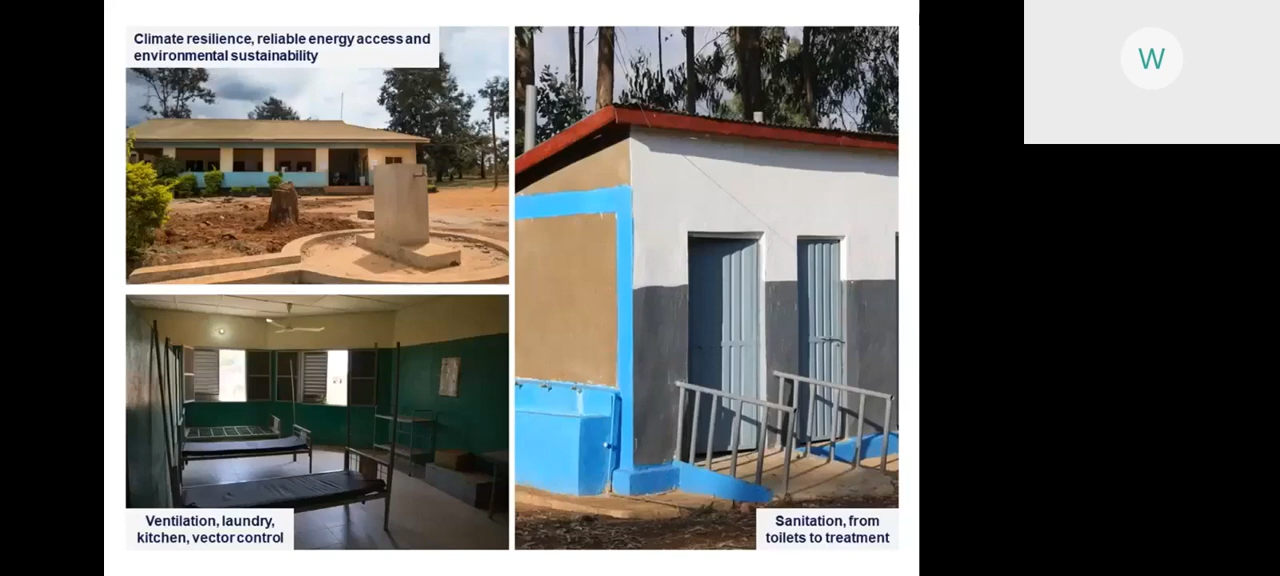 Climate resilience, reliable energy access and
environmental sustainability
Ventilation, laundry,
kitchen, vector control
Sanitation, from
toilets to treatment
W